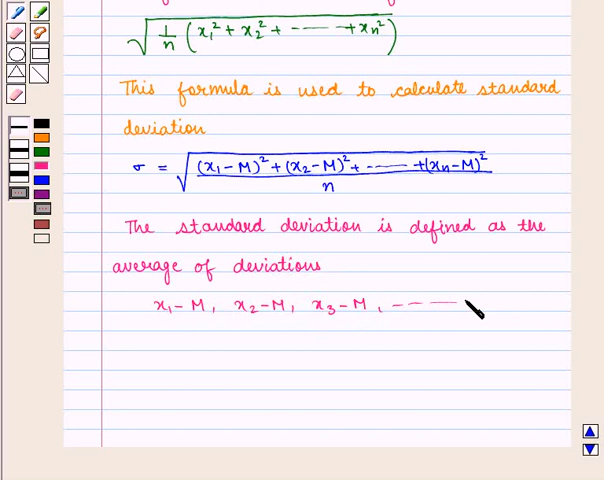 √(1/n (x₁² + x₂² + ------ + xₙ²))
This formula is used to calculate standard
deviation
σ = √(((x₁ - M)² + (x₂ - M)² + ------ + (xₙ - M)²)/n)
The standard deviation is defined as the
average of deviations
x₁ - M, x₂ - M, x₃ - M, ------